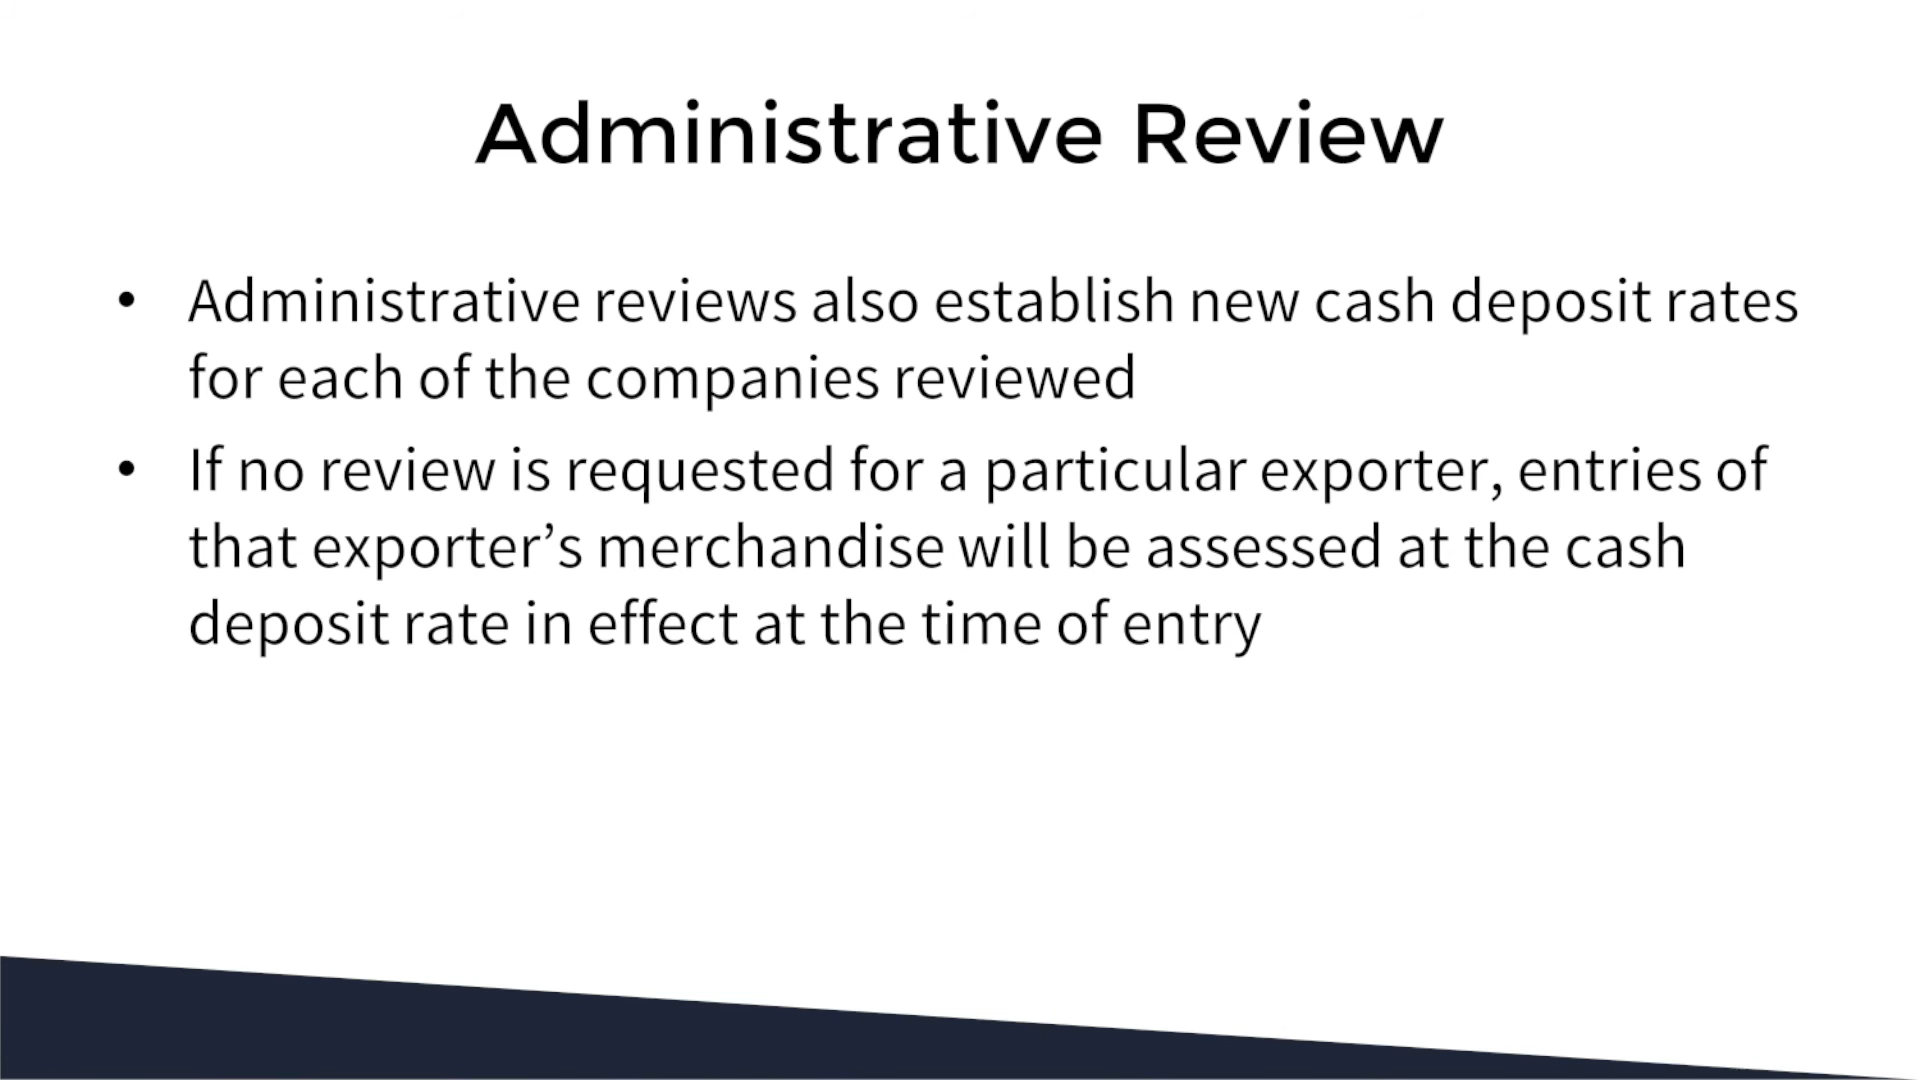 Administrative Review
• Administrative reviews also establish new cash deposit rates
for each of the companies reviewed
• If no review is requested for a particular exporter, entries of
that exporter’s merchandise will be assessed at the cash
deposit rate in effect at the time of entry